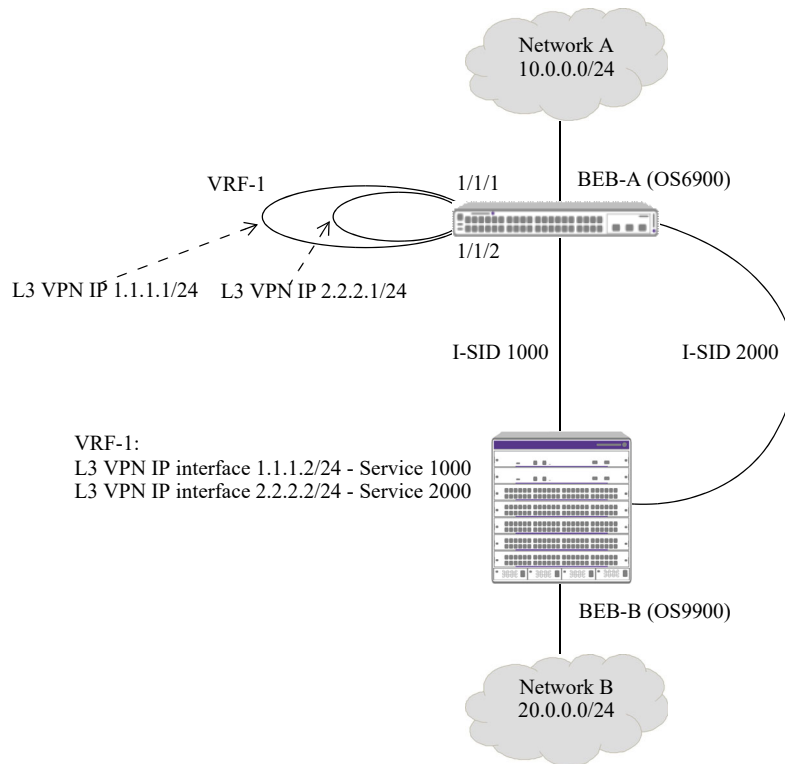 Network A
10.0.0.0/24
VRF-1
1/1/1
BEB-A (OS6900)
1/1/2
L3 VPN IP 1.1.1.1/24
L3 VPN IP 2.2.2.1/24
I-SID 1000
I-SID 2000
VRF-1:
L3 VPN IP interface 1.1.1.2/24 - Service 1000
L3 VPN IP interface 2.2.2.2/24 - Service 2000
BEB-B (OS9900)
Network B
20.0.0.0/24